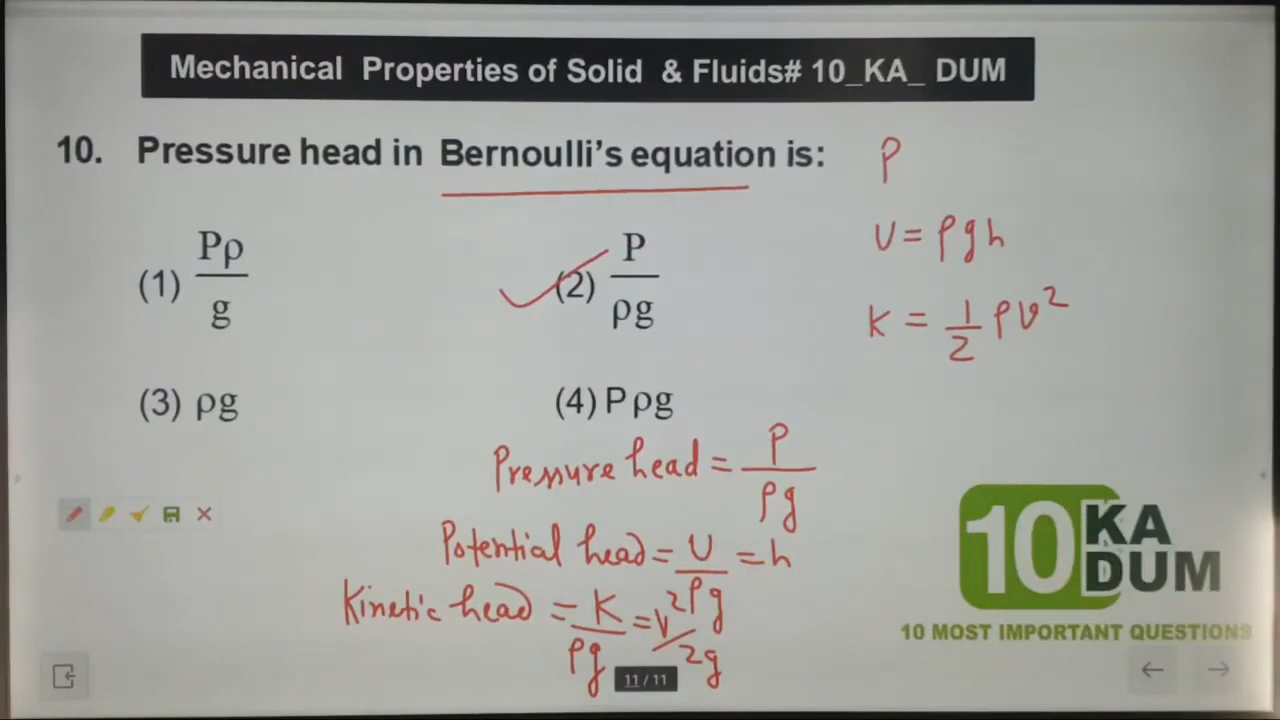 Mechanical Properties of Solid & Fluids# 10_KA_ DUM
10. Pressure head in Bernoulli's equation is:
P
U = ρgh
K = 1/2 ρv²
(1) Pρ/g
(2) P/ρg
(3) ρg
(4) Pρg
Pressure head = P/ρg
Potential head = U/ρg = h
Kinetic head = K/ρg = v²/2g
10 KA DUM
10 MOST IMPORTANT QUESTIONS
11/11